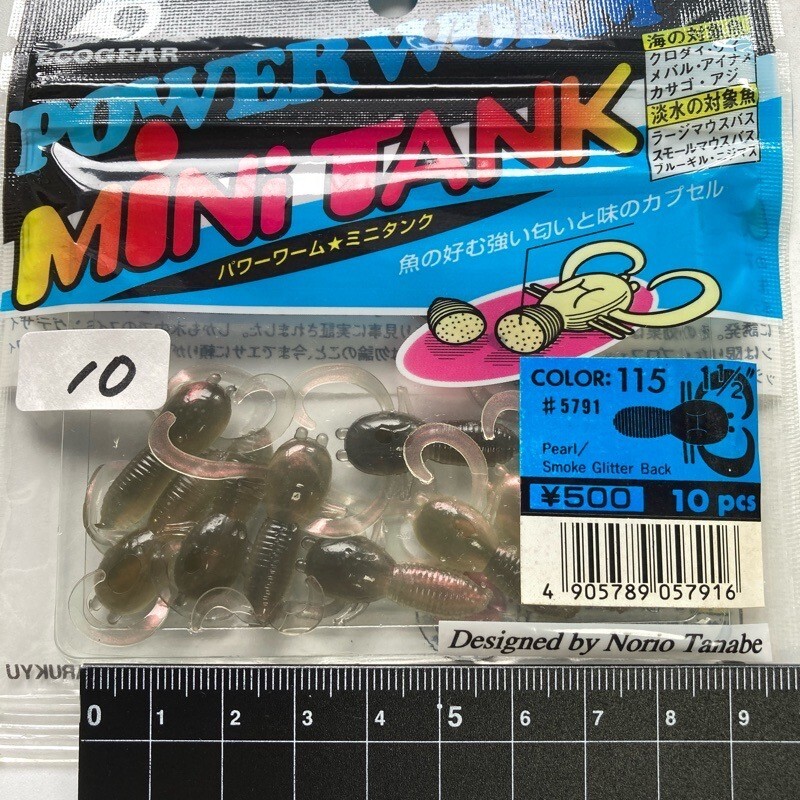 ECOGEAR
POWER WORM
MiNi TANK
パワーワーム★ミニタンク
魚の好む強い匂いと味のカプセル
海の対象魚
メバル・アイナメ
カサゴ・アジ
淡水の対象魚
ラージマウスバス
スモールマウスバス
ブルーギル・ニジマス
10
COLOR: 115
1 1/2"
#5791
Pearl/
Smoke Glitter Back
¥500
10 pcs
4 905789 057916
Designed by Norio Tanabe
ARUKYU
0 1 2 3 4 5 6 7 8 9